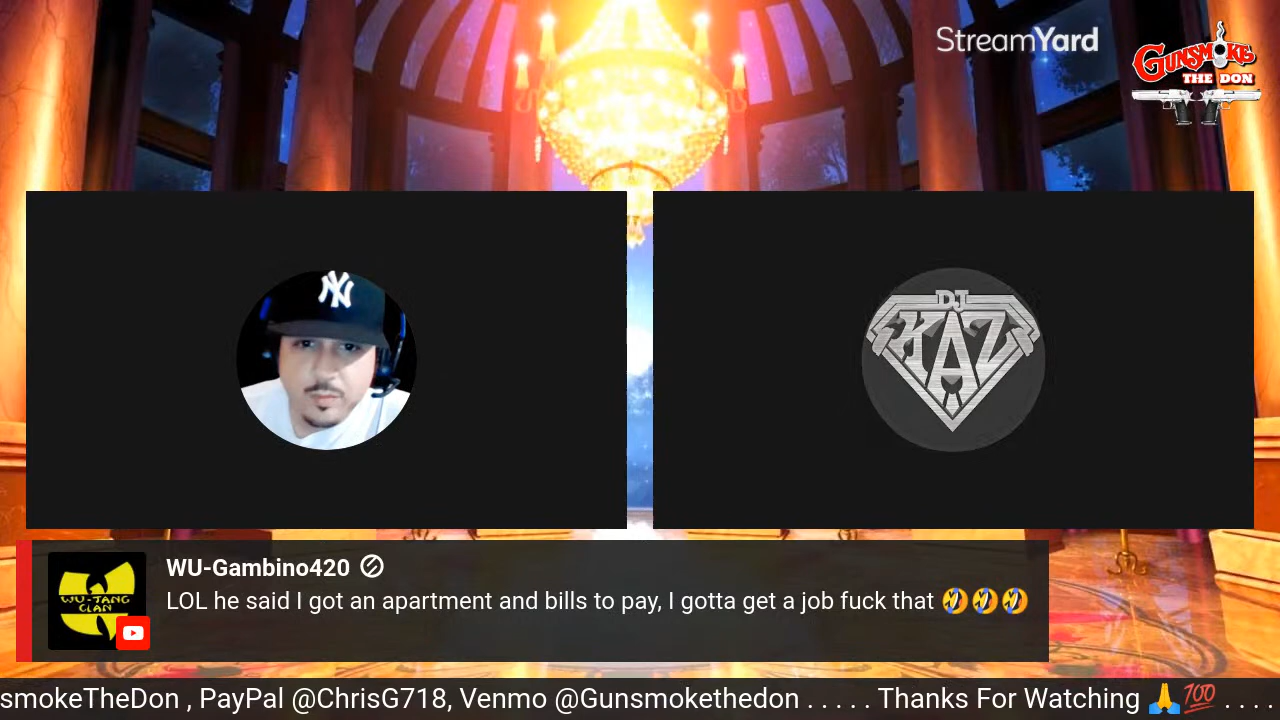 StreamYard
GUNSMOKE
THE DON
NY
DJ
KAZ
WU-TANG
CLAN
WU-Gambino420
LOL he said I got an apartment and bills to pay, I gotta get a job fuck that 🤣🤣🤣
smokeTheDon , PayPal @ChrisG718, Venmo @Gunsmokethedon . . . . . Thanks For Watching 🙏💯 . . . .